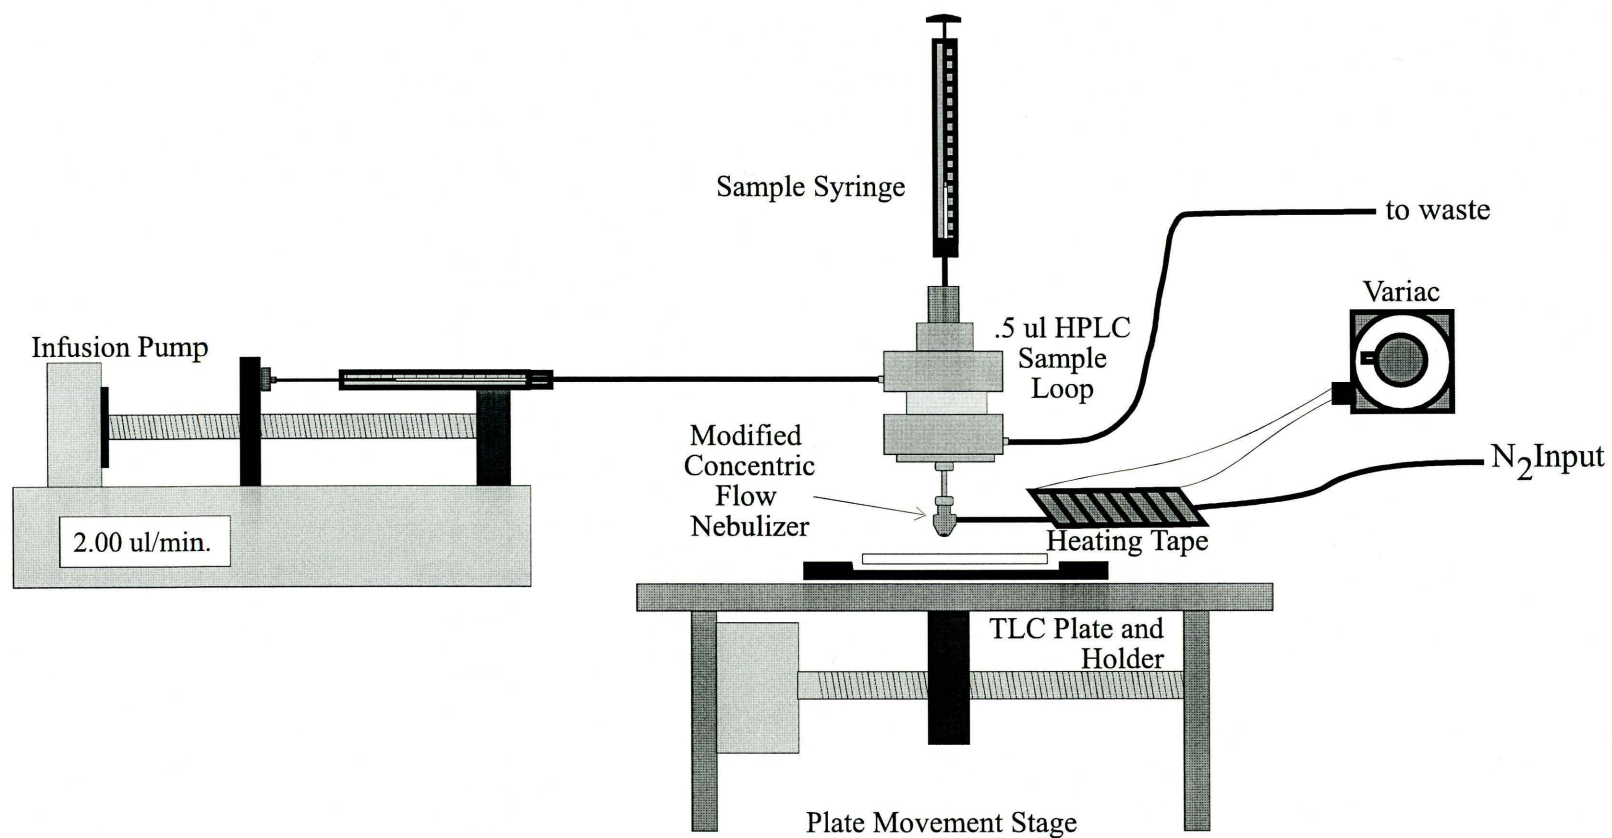 Sample Syringe
to waste
Variac
.5 ul HPLC
Sample
Loop
Infusion Pump
Modified
Concentric
Flow
Nebulizer
N2Input
2.00 ul/min.
Heating Tape
TLC Plate and
Holder
Plate Movement Stage